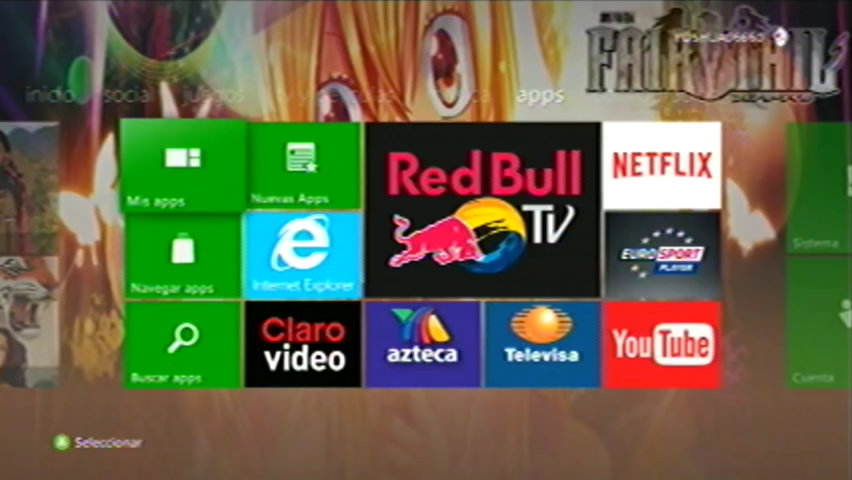 FAIRY TAIL
inicio social juegos apps
Mis apps
Nuevas Apps
Red Bull
TV
NETFLIX
Navegar apps
Internet Explorer
EUROSPORT
PLAYER
Sistema
Buscar apps
Claro
video
azteca
Televisa
YouTube
Cuenta
Seleccionar